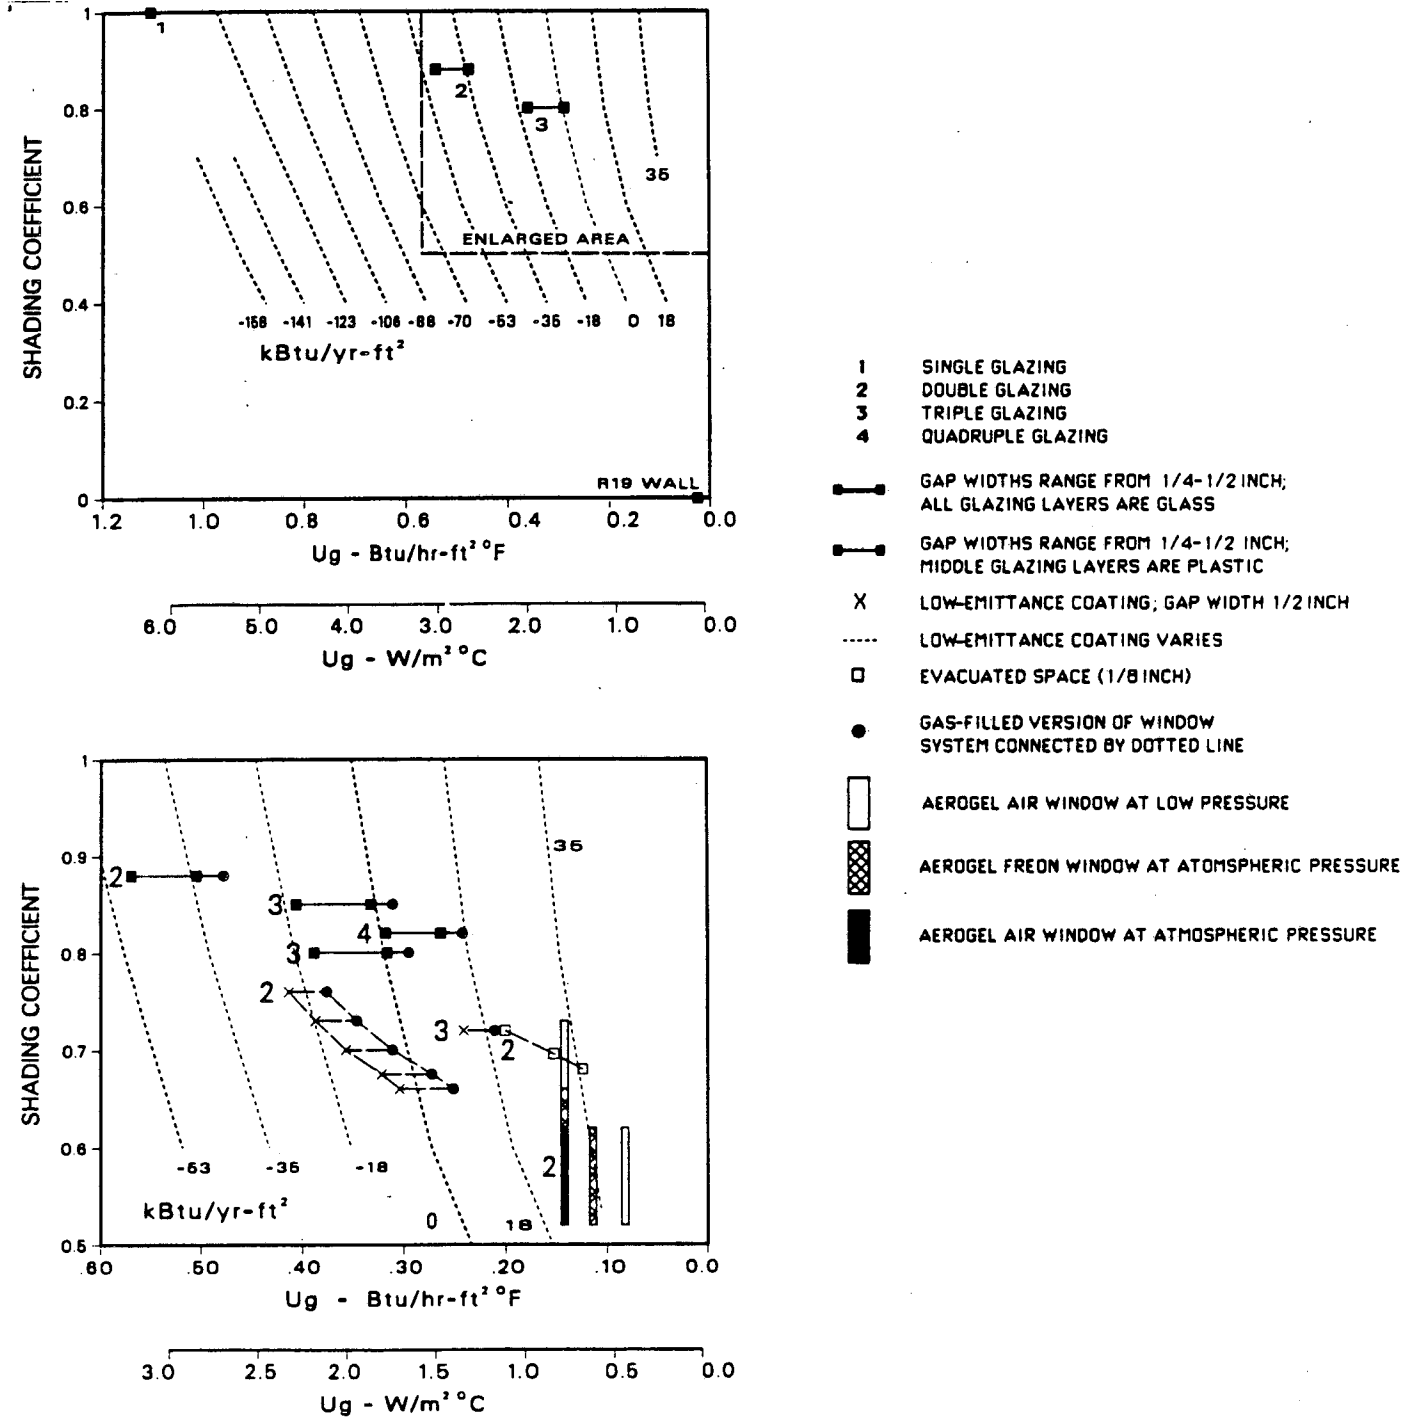 1
0.8
0.6
0.4
0.2
0
SHADING COEFFICIENT
1
2
3
35
ENLARGED AREA
-158 -141 -123 -106 -88 -70 -53 -35 -18 0 18
kBtu/yr-ft²
R19 WALL
1.2 1.0 0.8 0.6 0.4 0.2 0.0
Ug - Btu/hr-ft² °F
6.0 5.0 4.0 3.0 2.0 1.0 0.0
Ug - W/m² °C
1 SINGLE GLAZING
2 DOUBLE GLAZING
3 TRIPLE GLAZING
4 QUADRUPLE GLAZING
GAP WIDTHS RANGE FROM 1/4-1/2 INCH;
ALL GLAZING LAYERS ARE GLASS
GAP WIDTHS RANGE FROM 1/4-1/2 INCH;
MIDDLE GLAZING LAYERS ARE PLASTIC
X LOW-EMITTANCE COATING; GAP WIDTH 1/2 INCH
LOW-EMITTANCE COATING VARIES
EVACUATED SPACE (1/8 INCH)
GAS-FILLED VERSION OF WINDOW
SYSTEM CONNECTED BY DOTTED LINE
AEROGEL AIR WINDOW AT LOW PRESSURE
AEROGEL FREON WINDOW AT ATOMSPHERIC PRESSURE
AEROGEL AIR WINDOW AT ATMOSPHERIC PRESSURE
1
0.9
0.8
0.7
0.6
0.5
SHADING COEFFICIENT
35
2
3
4
3
2
3
2
2
-53 -35 -18
kBtu/yr-ft²
0 18
.60 .50 .40 .30 .20 .10 0.0
Ug - Btu/hr-ft² °F
3.0 2.5 2.0 1.5 1.0 0.5 0.0
Ug - W/m² °C